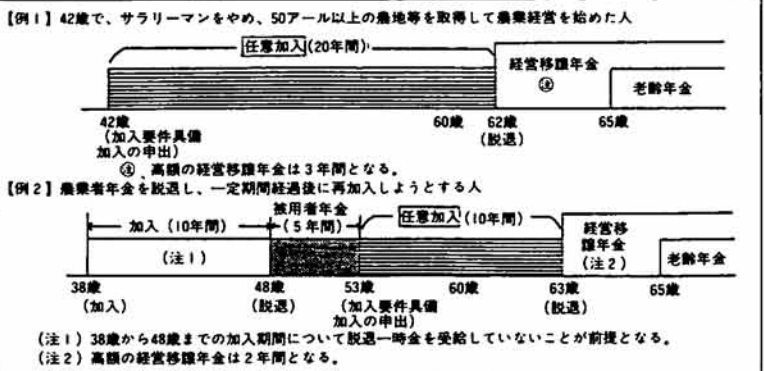 【例1】42歳で、サラリーマンをやめ、50アール以上の農地等を取得して農業経営を始めた人
任意加入(20年間)
経営移譲年金
㊟
老齢年金
42歳 60歳 62歳 65歳
(加入要件具備 (脱退)
加入の申出)
㊟、高額の経営移譲年金は3年間となる。
【例2】農業者年金を脱退し、一定期間経過後に再加入しようとする人
被用者年金
加入(10年間) (5年間) 任意加入(10年間) 経営移
譲年金
(注1) (注2) 老齢年金
38歳 48歳 53歳 60歳 63歳 65歳
(加入) (脱退) (加入要件具備 (脱退)
加入の申出)
(注1)38歳から48歳までの加入期間について脱退一時金を受給していないことが前提となる。
(注2)高額の経営移譲年金は2年間となる。